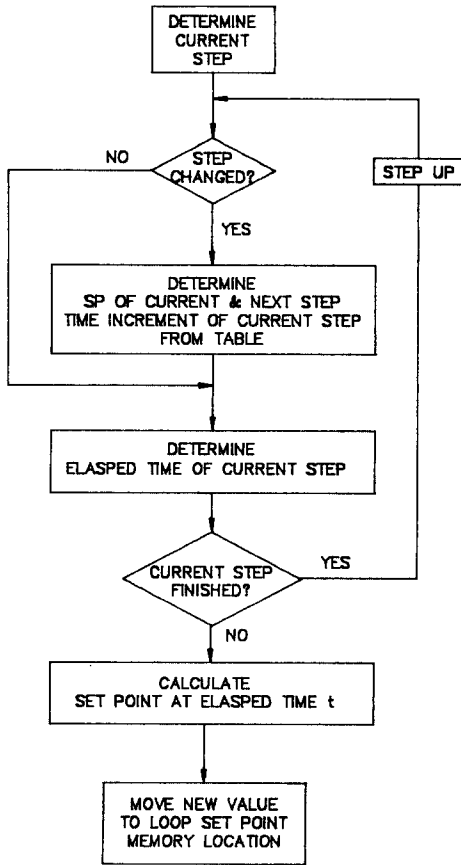 DETERMINE
CURRENT
STEP
NO
STEP
CHANGED?
STEP UP
YES
DETERMINE
SP OF CURRENT & NEXT STEP
TIME INCREMENT OF CURRENT STEP
FROM TABLE
DETERMINE
ELASPED TIME OF CURRENT STEP
CURRENT STEP
FINISHED?
YES
NO
CALCULATE
SET POINT AT ELASPED TIME t
MOVE NEW VALUE
TO LOOP SET POINT
MEMORY LOCATION